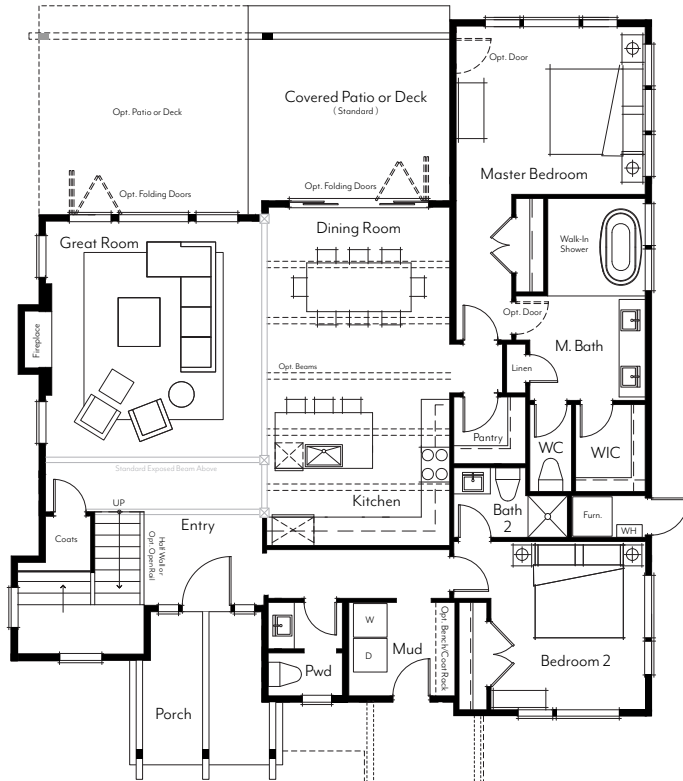 Opt. Door
Covered Patio or Deck
( Standard )
Opt. Patio or Deck
Master Bedroom
Opt. Folding Doors
Opt. Folding Doors
Dining Room
Great Room
Walk-In
Shower
Opt. Door
Fireplace
M. Bath
Opt. Beams
Linen
Pantry
WC
WIC
Standard Exposed Beam Above
Kitchen
UP
Entry
Bath
2
Furn.
WH
Coats
Half Wall or
Opt. Open Rail
W
D
Mud
Opt. Bench/Coat Rack
Pwd
Bedroom 2
Porch